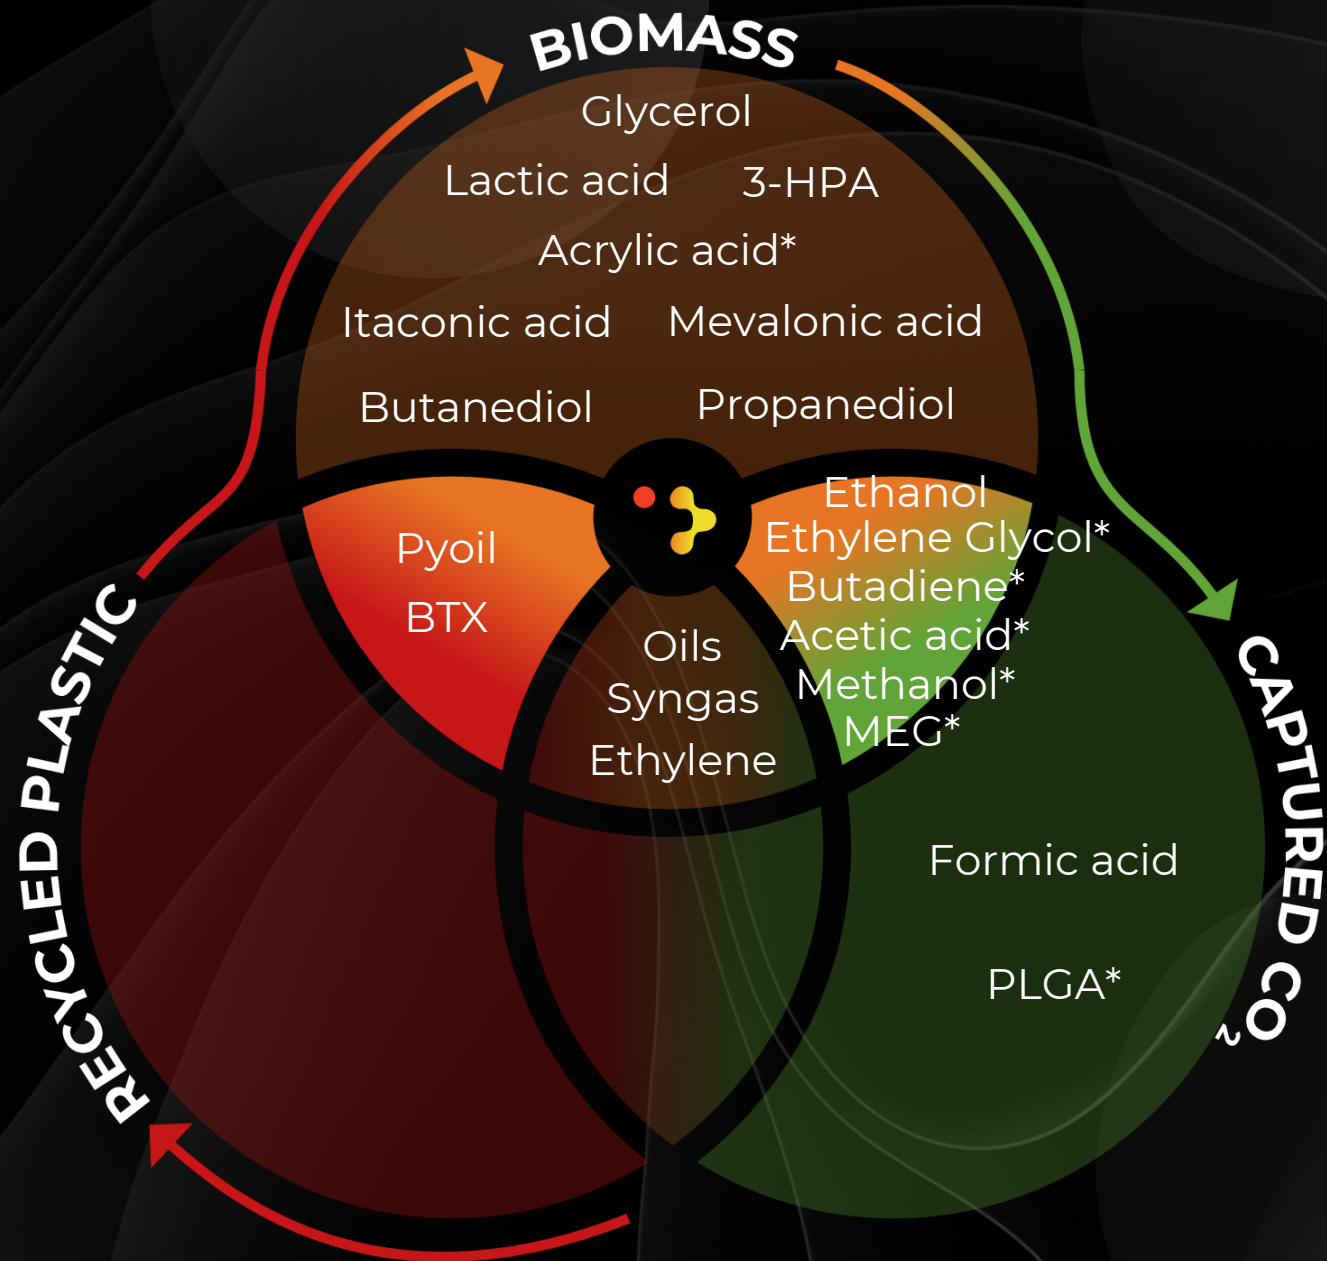 BIOMASS
Glycerol
Lactic acid
3-HPA
Acrylic acid*
Itaconic acid
Mevalonic acid
Butanediol
Propanediol
Pyoil
BTX
Ethanol
Ethylene Glycol*
Butadiene*
Acetic acid*
Methanol*
MEG*
Oils
Syngas
Ethylene
Formic acid
PLGA*
RECYCLED PLASTIC
CAPTURED CO₂